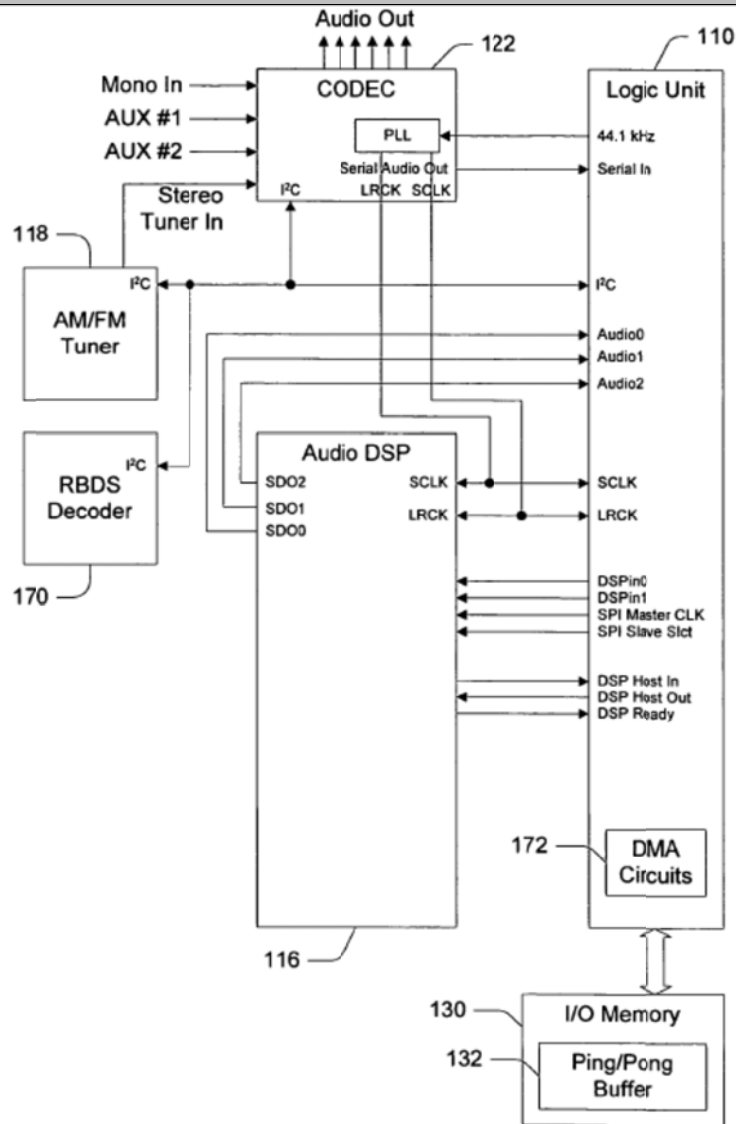 Audio Out
122
110
CODEC
Logic Unit
Mono In
AUX #1
AUX #2
PLL
44.1 kHz
Serial Audio Out
Serial In
I²C
LRCK
SCLK
Stereo
Tuner In
118
I²C
I²C
AM/FM
Tuner
Audio0
Audio1
Audio2
Audio DSP
I²C
RBDS
Decoder
SDO2
SDO1
SDO0
SCLK
LRCK
SCLK
LRCK
170
DSPin0
DSPin1
SPI Master CLK
SPI Slave Slct
DSP Host In
DSP Host Out
DSP Ready
172
DMA
Circuits
116
130
I/O Memory
132
Ping/Pong
Buffer